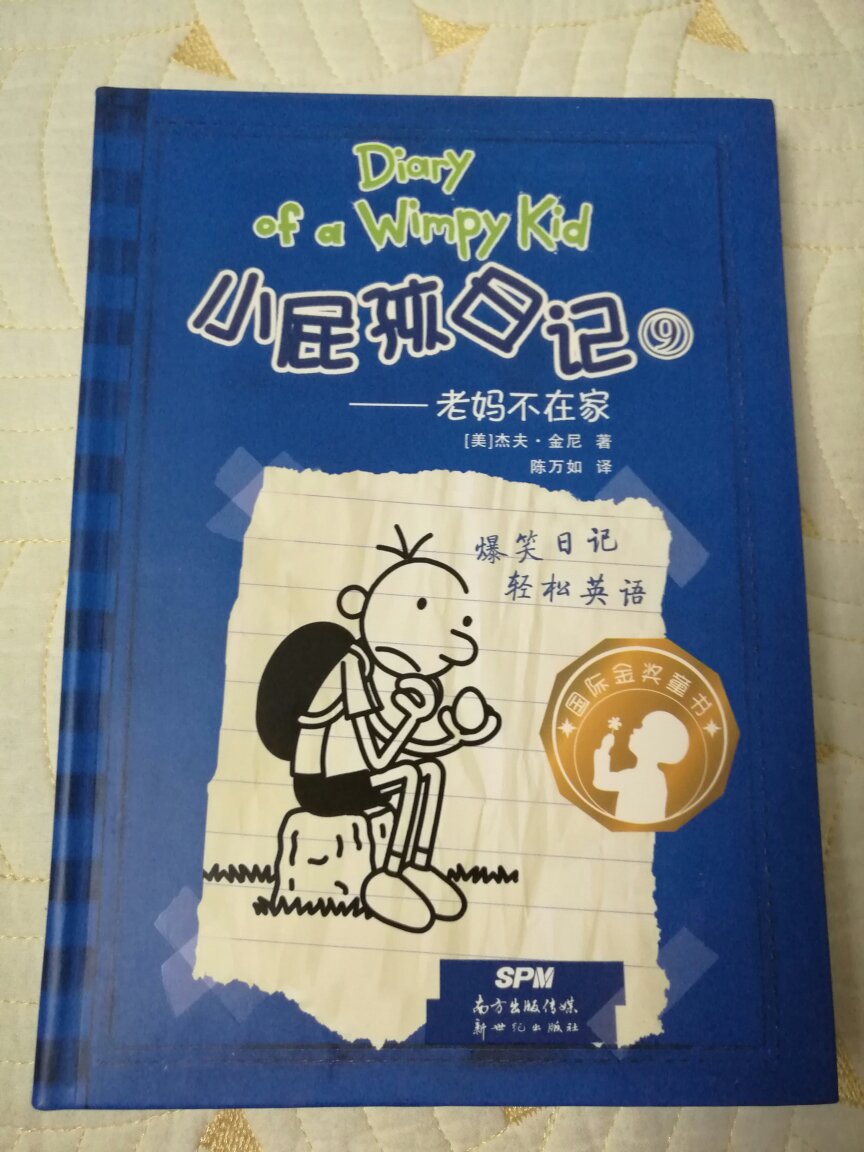 Diary
of a Wimpy Kid
小屁孩日记⑨
——老妈不在家
[美]杰夫·金尼 著
陈万如 译
爆笑日记
轻松英语
国际金奖童书
SPM
南方出版传媒
新世纪出版社